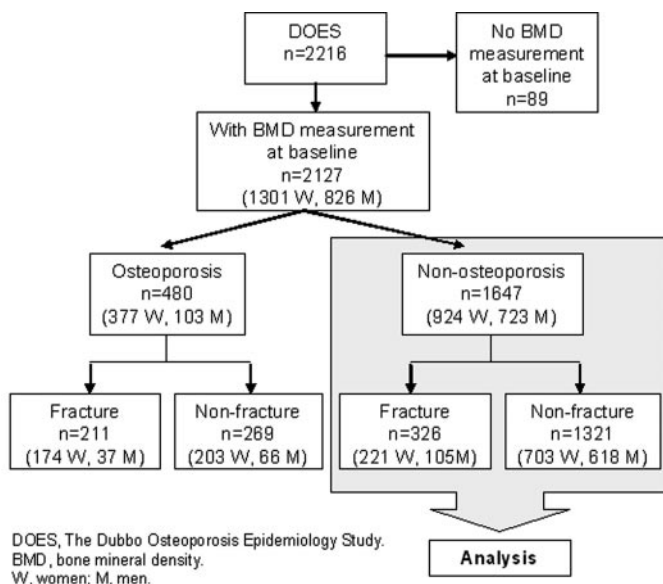 DOES
n=2216
No BMD
measurement
at baseline
n=89
With BMD measurement
at baseline
n=2127
(1301 W, 826 M)
Osteoporosis
n=480
(377 W, 103 M)
Non-osteoporosis
n=1647
(924 W, 723 M)
Fracture
n=211
(174 W, 37 M)
Non-fracture
n=269
(203 W, 66 M)
Fracture
n=326
(221 W, 105M)
Non-fracture
n=1321
(703 W, 618 M)
DOES, The Dubbo Osteoporosis Epidemiology Study.
BMD, bone mineral density.
W, women; M, men.
Analysis